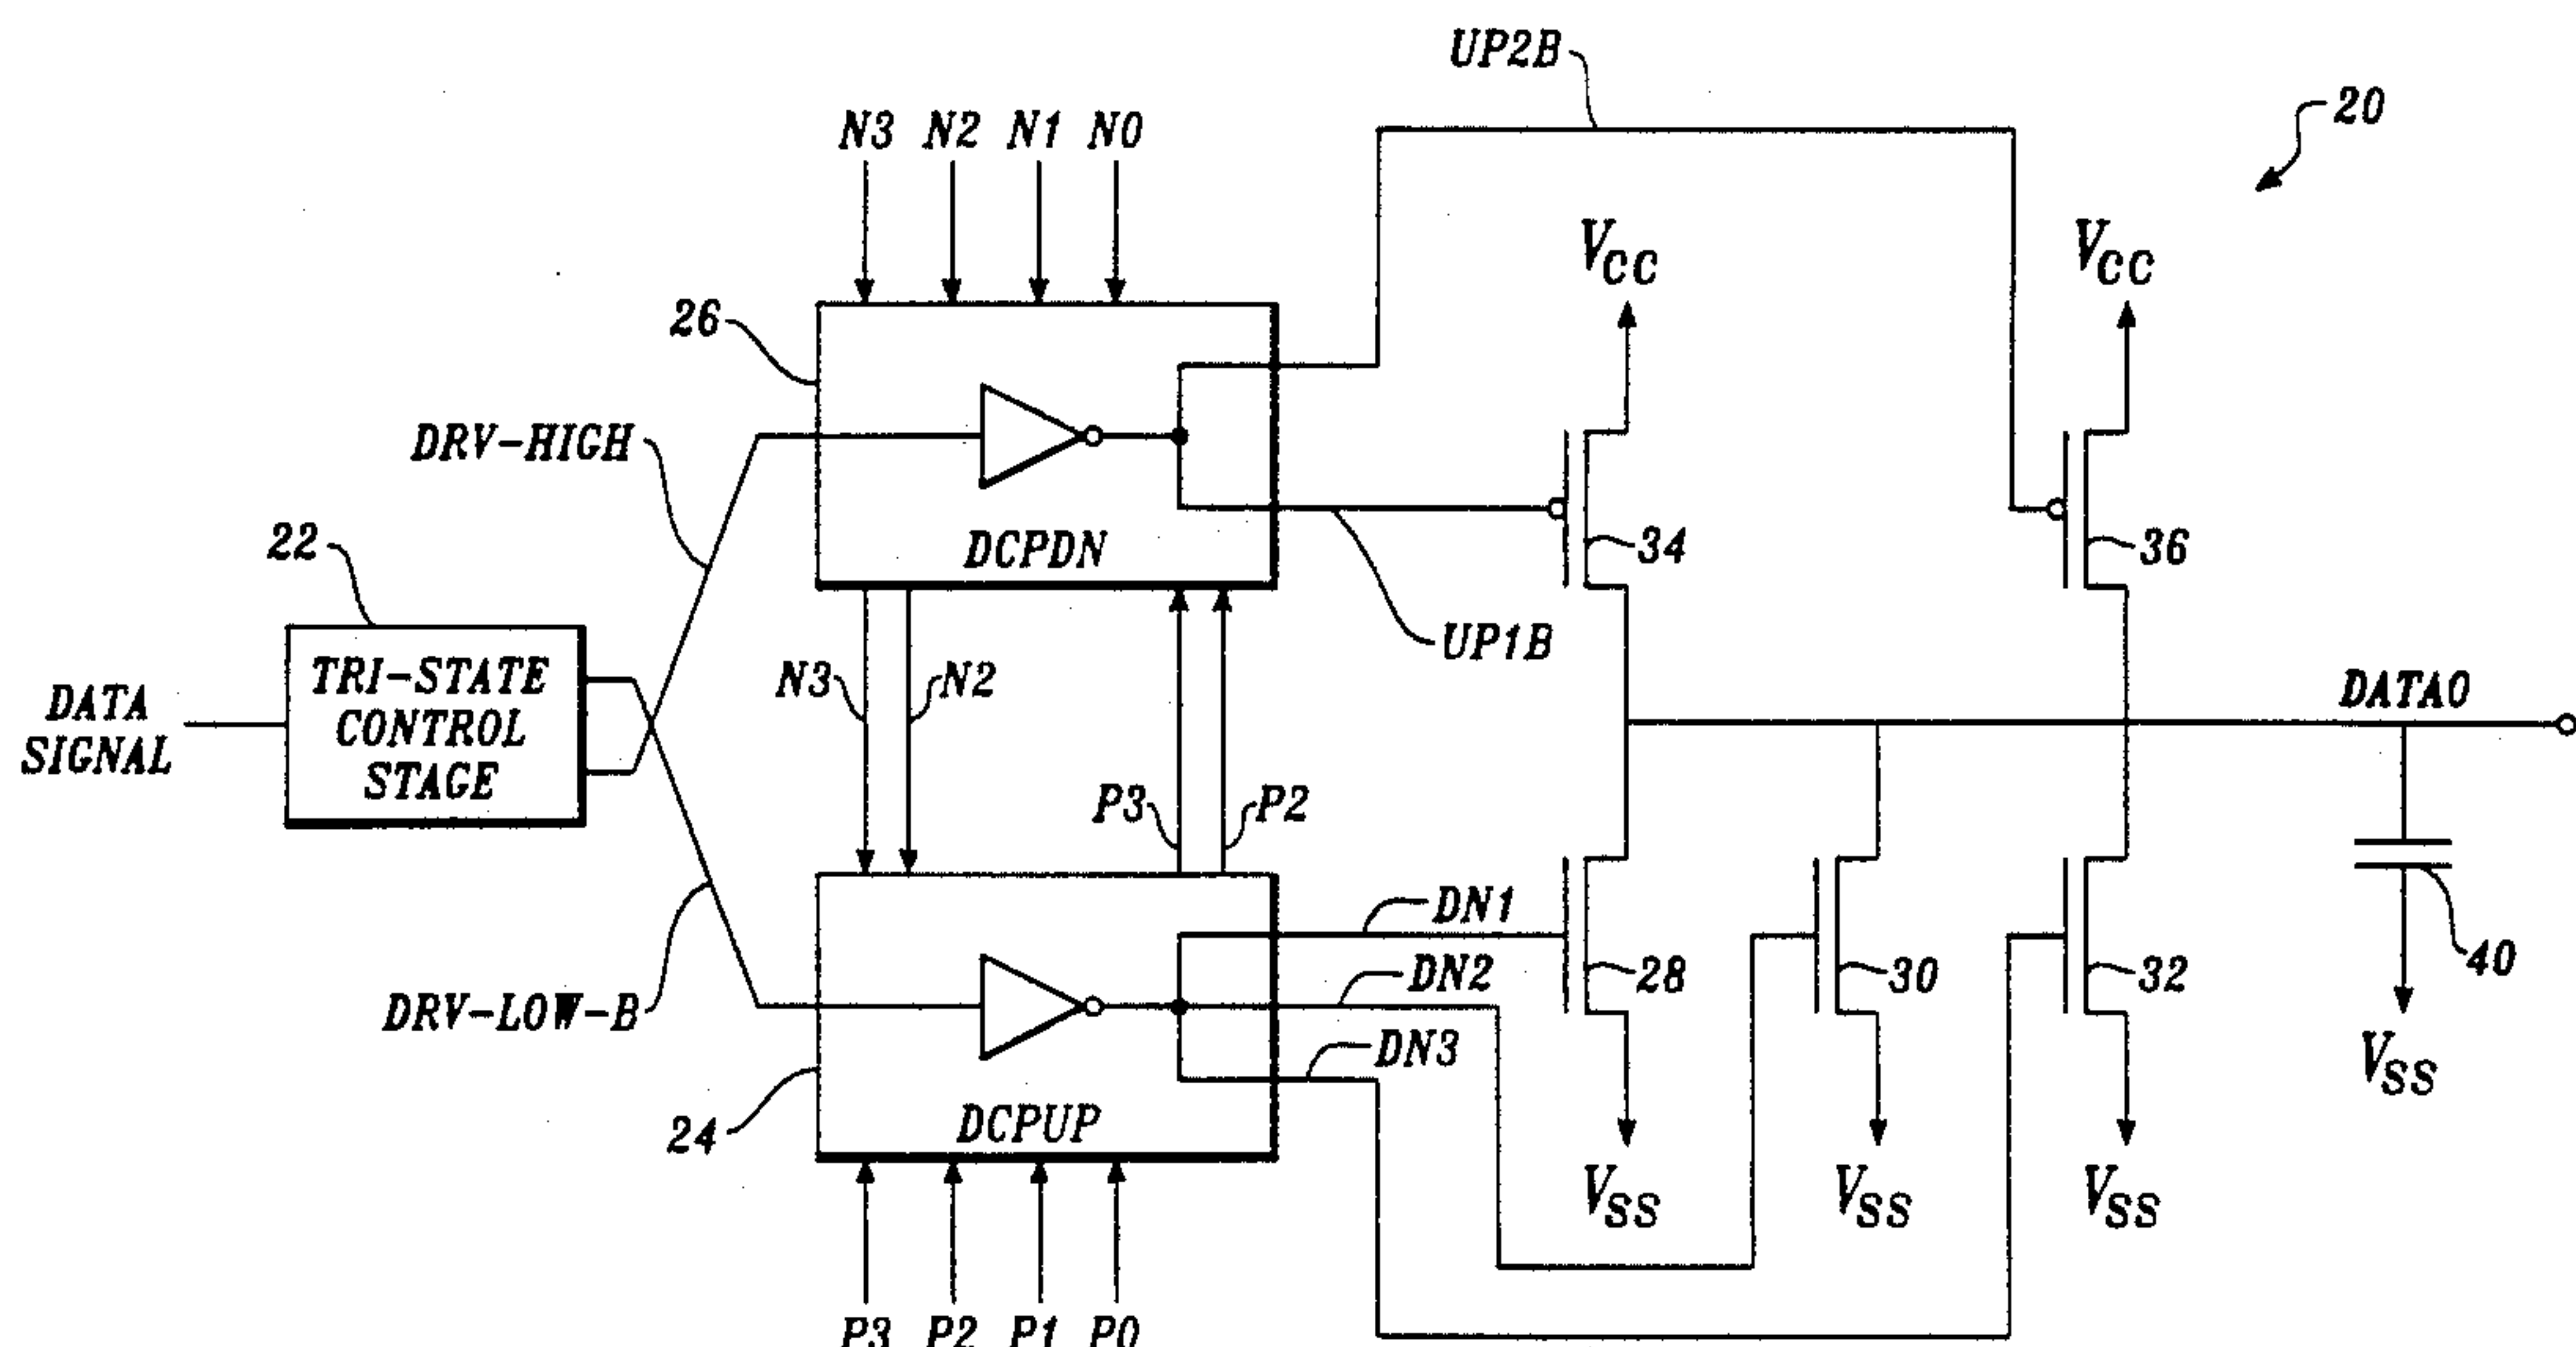 UP2B
20
N3 N2 N1 N0
VCC VCC
26
DRV-HIGH
22
DCPDN
34
36
UP1B
TRI-STATE
CONTROL
STAGE
DATA
SIGNAL
N3 N2
DATA0
P3 P2
DN1
DN2
28
30
32
40
DRV-LOW-B
DN3
VSS
24
DCPUP
VSS VSS VSS
P3 P2 P1 P0